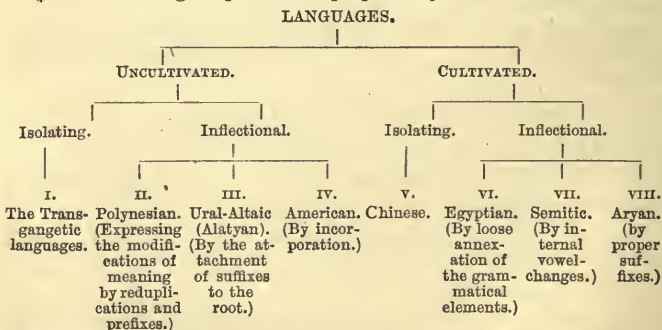 LANGUAGES.
UNCULTIVATED. CULTIVATED.
Isolating. Inflectional. Isolating. Inflectional.
I. II. III. IV. V. VI. VII. VIII.
The Trans- Polynesian. Ural-Altaic American. Chinese. Egyptian. Semitic. Aryan.
gangetic (Expressing (Alatyan). (By incor- (By loose (By in- (by
languages. the modifi- (By the at- poration.) annex- ternal proper
cations of tachment ation of vowel- suf-
meaning of suffixes the gram- changes.) fixes.)
by redupli- to the matical
cations and root.) elements.)
prefixes.)